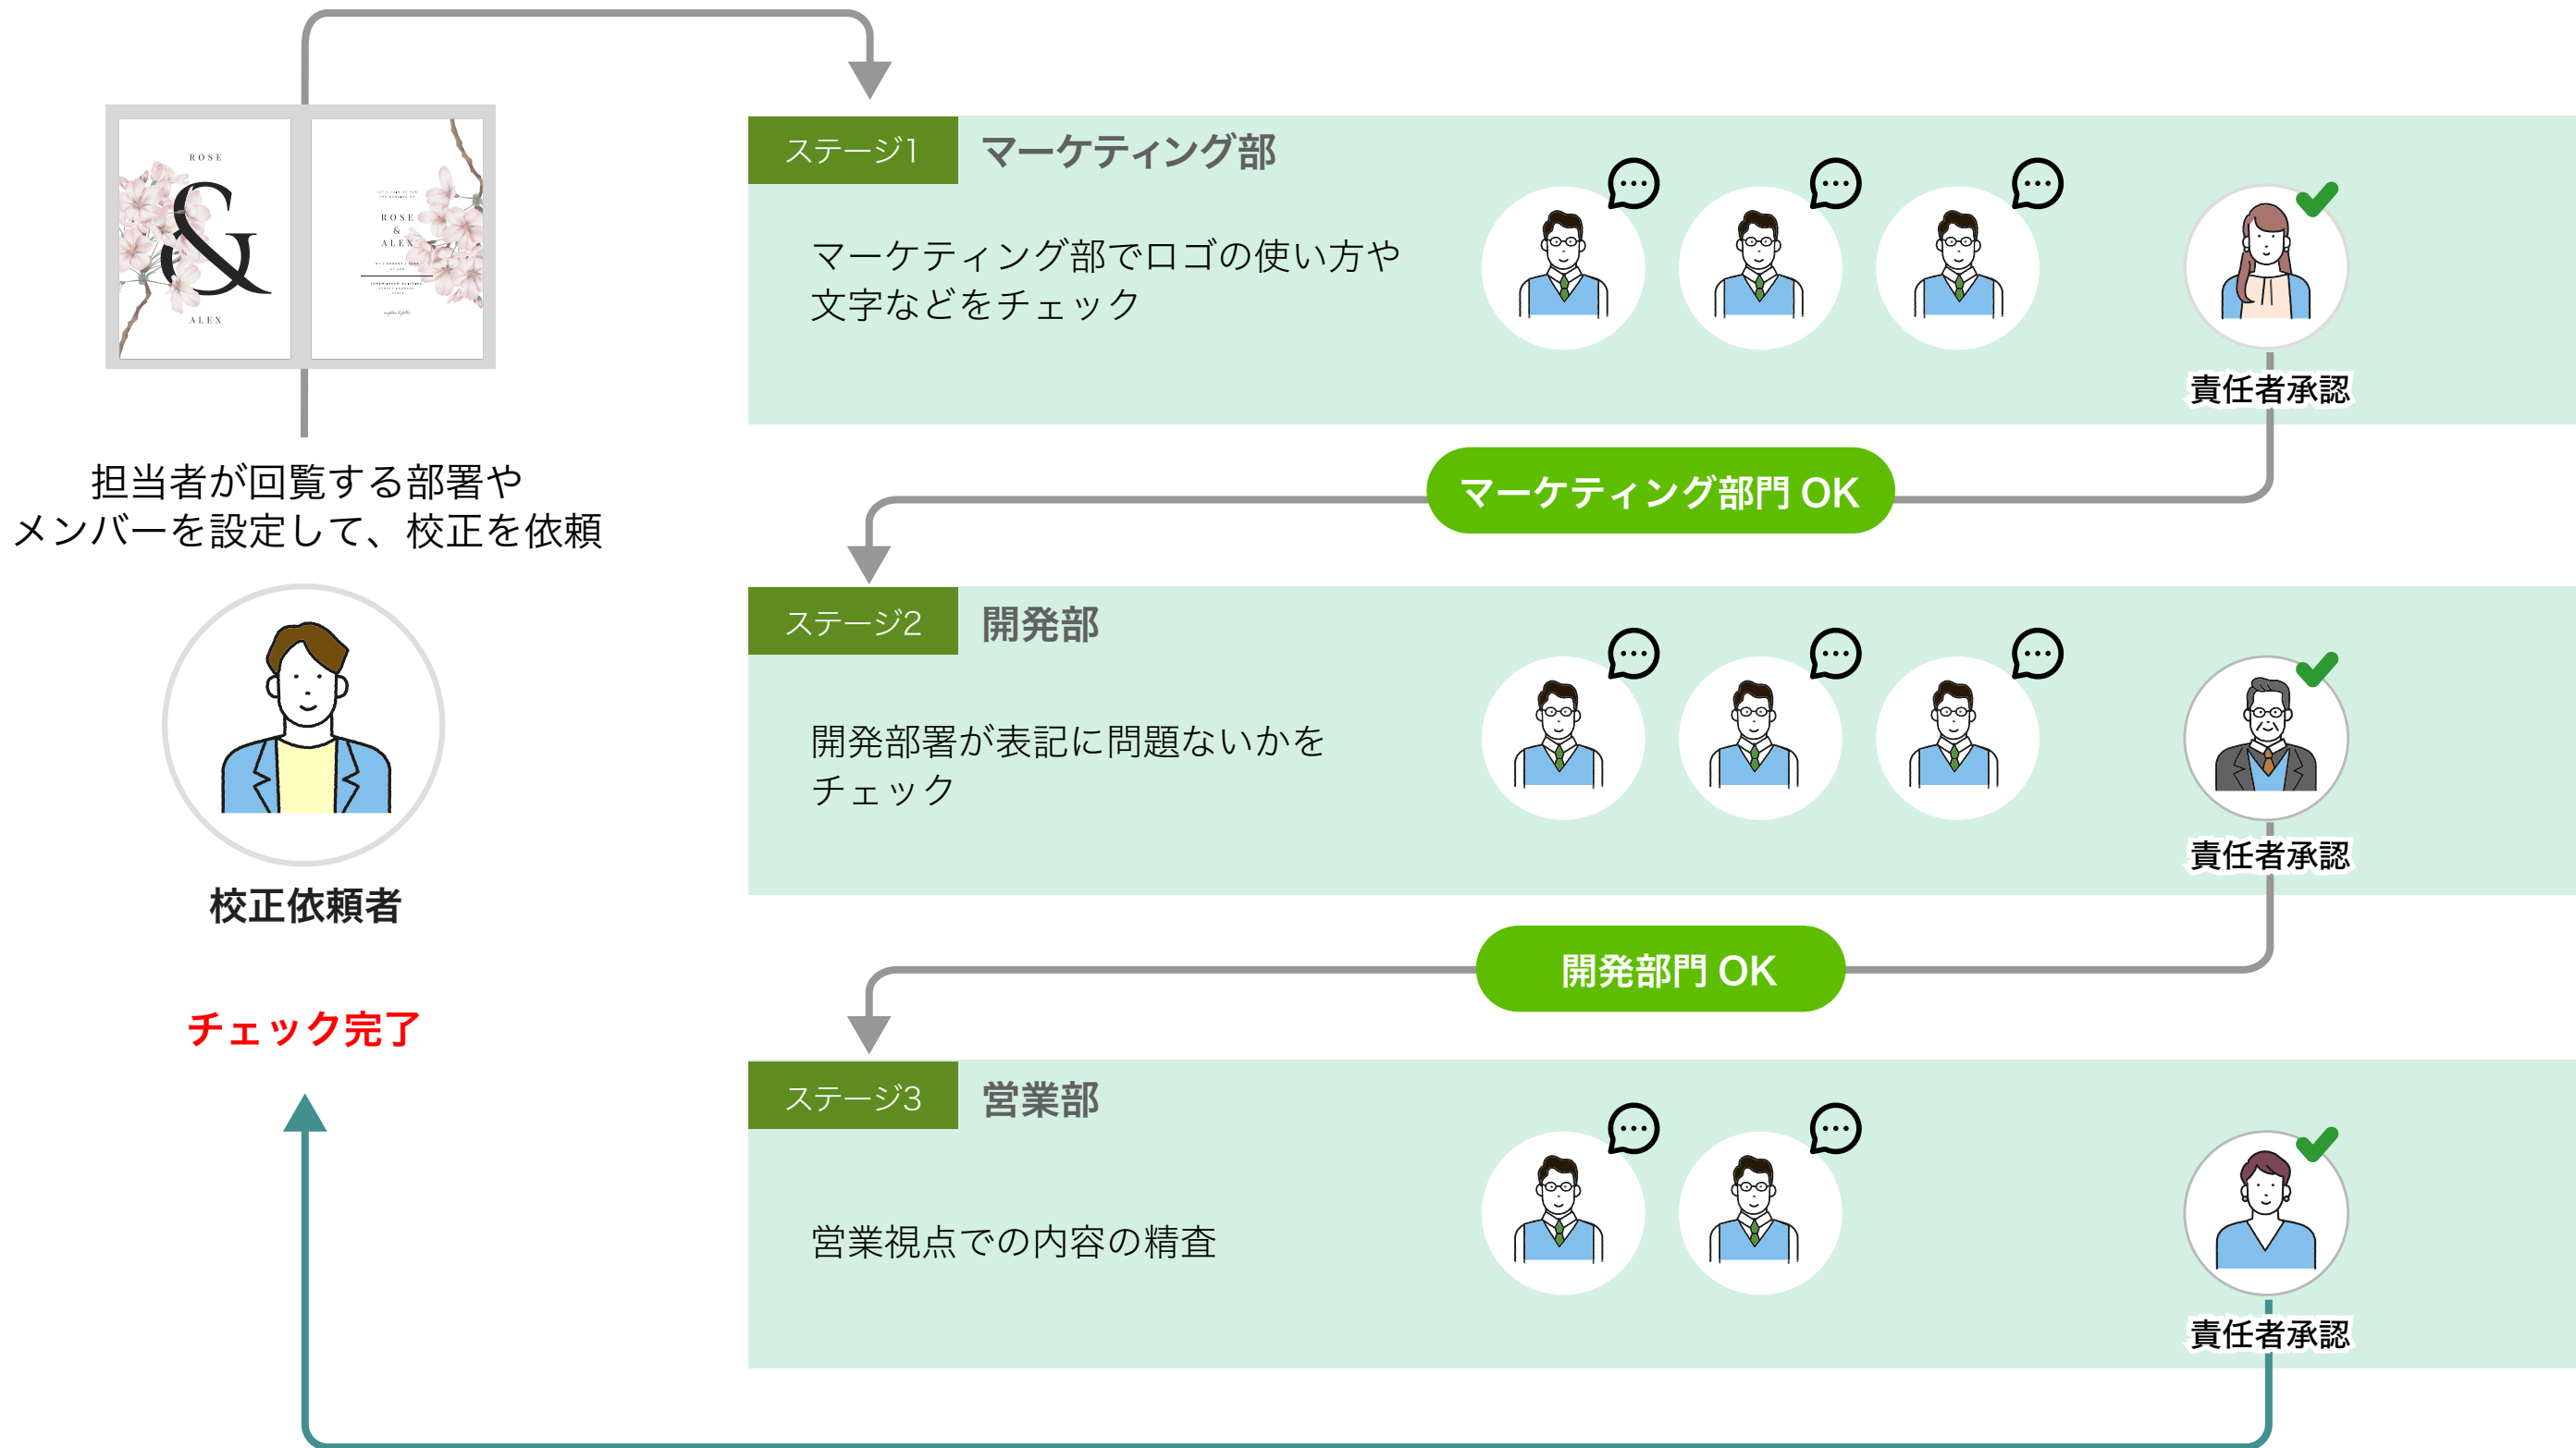 ROSE
&
ALEX
ROSE
&
ALEX
担当者が回覧する部署や
メンバーを設定して、校正を依頼
校正依頼者
チェック完了
ステージ1
マーケティング部
マーケティング部でロゴの使い方や
文字などをチェック
責任者承認
マーケティング部門 OK
ステージ2
開発部
開発部署が表記に問題ないかを
チェック
責任者承認
開発部門 OK
ステージ3
営業部
営業視点での内容の精査
責任者承認